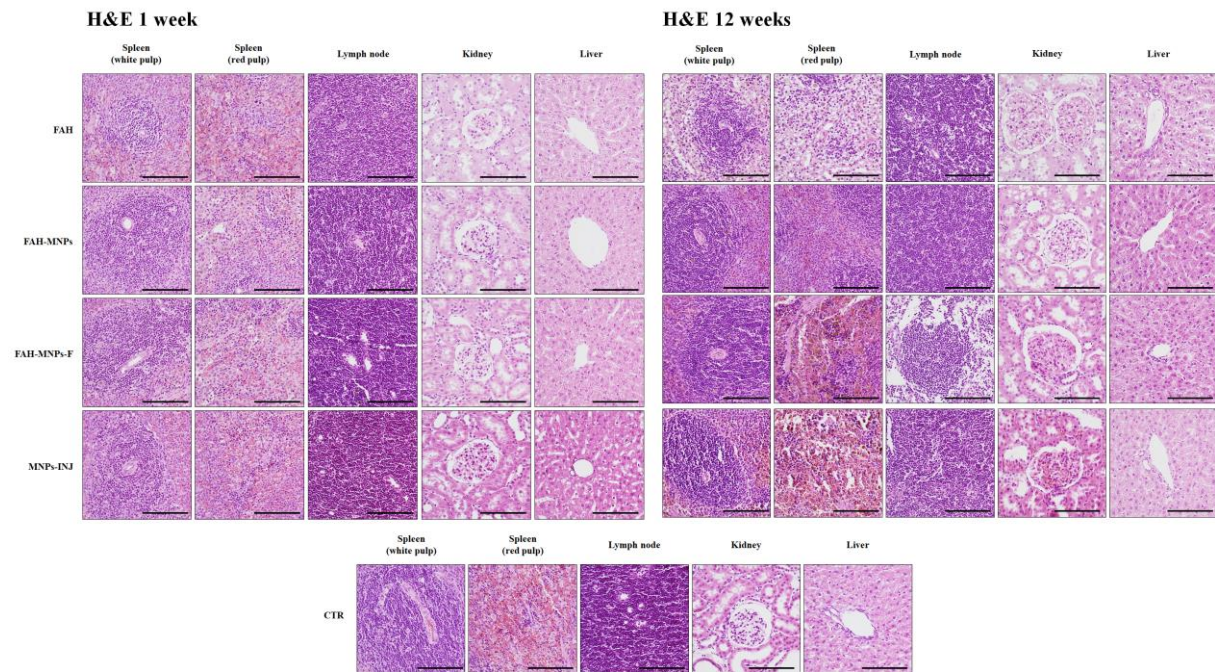 H&E 1 week
H&E 12 weeks
Spleen
(white pulp)
Spleen
(red pulp)
Lymph node
Kidney
Liver
Spleen
(white pulp)
Spleen
(red pulp)
Lymph node
Kidney
Liver
FAH
FAH-MNPs
FAH-MNPs-F
MNPs-INJ
Spleen
(white pulp)
Spleen
(red pulp)
Lymph node
Kidney
Liver
CTR